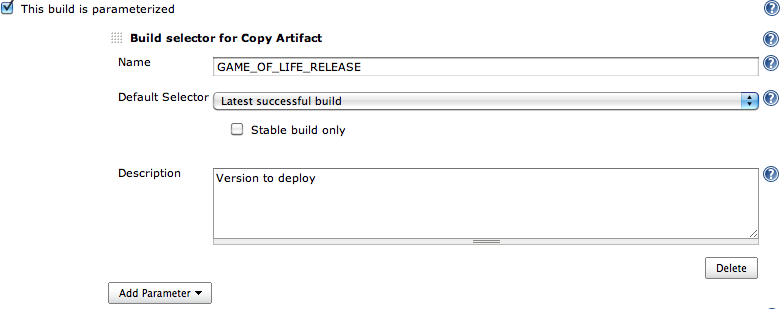 This build is parameterized
Build selector for Copy Artifact
Name
GAME_OF_LIFE_RELEASE
Default Selector
Latest successful build
Stable build only
Description
Version to deploy
Delete
Add Parameter